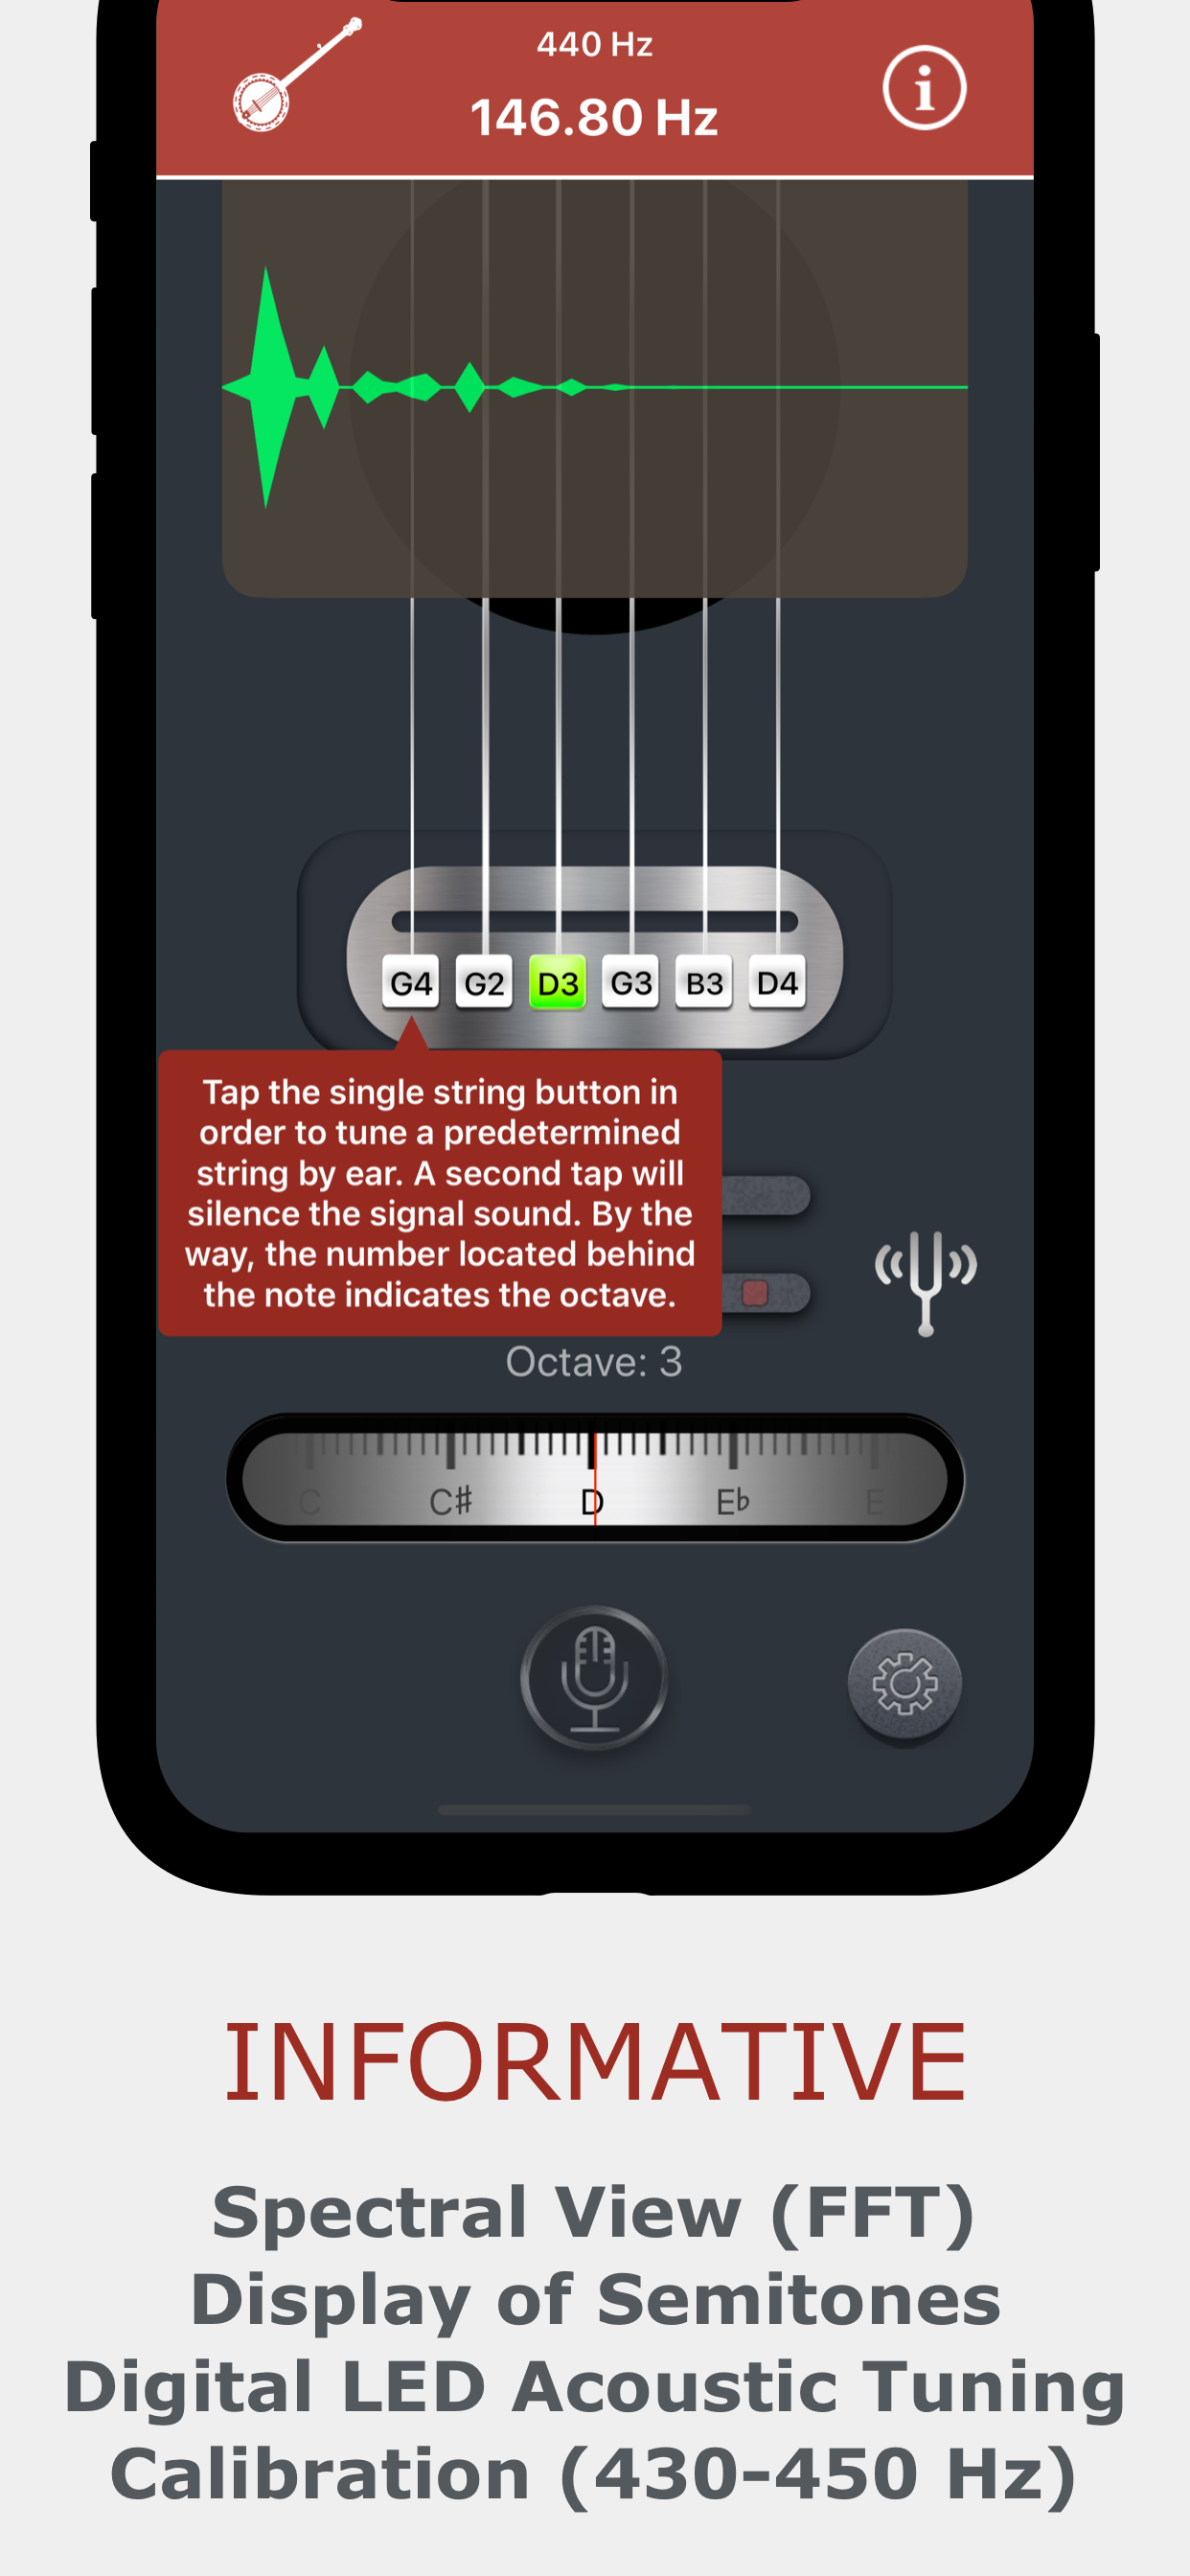 440 Hz
146.80 Hz
G4 G2 D3 G3 B3 D4
Tap the single string button in
order to tune a predetermined
string by ear. A second tap will
silence the signal sound. By the
way, the number located behind
the note indicates the octave.
Octave: 3
C C♯ D E♭ E
INFORMATIVE
Spectral View (FFT)
Display of Semitones
Digital LED Acoustic Tuning
Calibration (430-450 Hz)